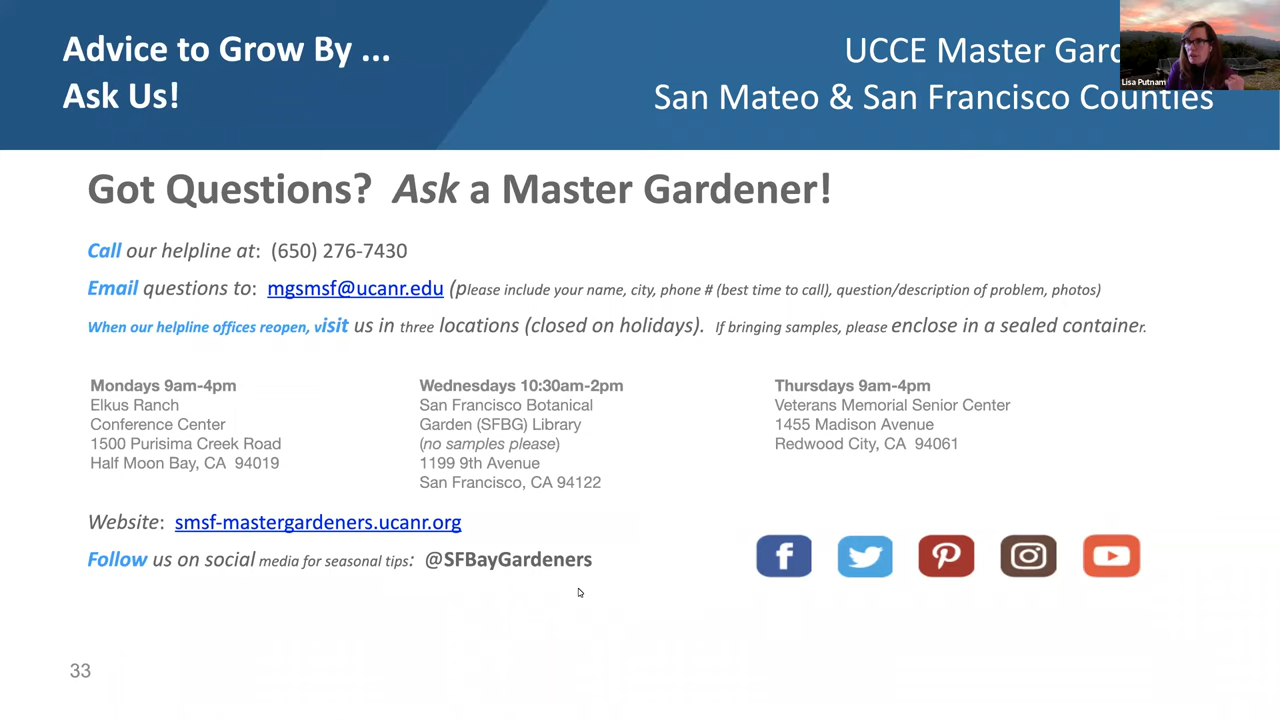 Advice to Grow By ...
Ask Us!
UCCE Master Gard
San Mateo & San Francisco Counties
Lisa Putnam
Got Questions? Ask a Master Gardener!
Call our helpline at: (650) 276-7430
Email questions to: mgsmsf@ucanr.edu (please include your name, city, phone # (best time to call), question/description of problem, photos)
When our helpline offices reopen, visit us in three locations (closed on holidays). If bringing samples, please enclose in a sealed container.
Mondays 9am-4pm
Elkus Ranch
Conference Center
1500 Purisima Creek Road
Half Moon Bay, CA 94019
Wednesdays 10:30am-2pm
San Francisco Botanical
Garden (SFBG) Library
(no samples please)
1199 9th Avenue
San Francisco, CA 94122
Thursdays 9am-4pm
Veterans Memorial Senior Center
1455 Madison Avenue
Redwood City, CA 94061
Website: smsf-mastergardeners.ucanr.org
Follow us on social media for seasonal tips: @SFBayGardeners
33